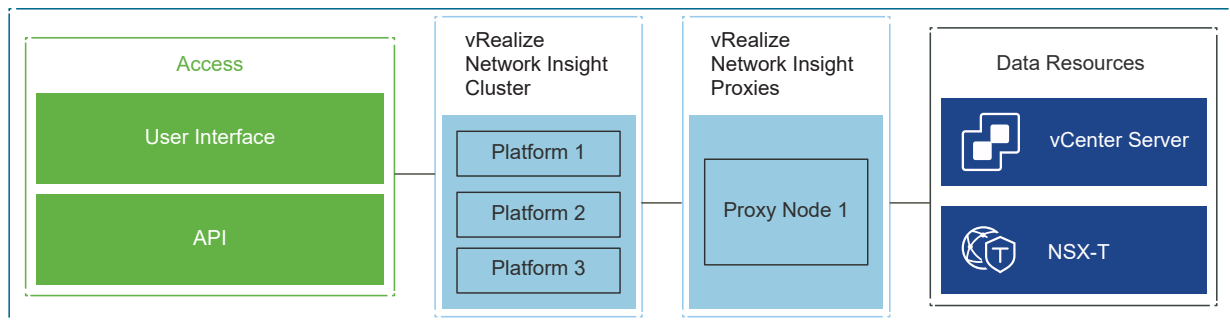 Access
User Interface
API
vRealize
Network Insight
Cluster
Platform 1
Platform 2
Platform 3
vRealize
Network Insight
Proxies
Proxy Node 1
Data Resources
vCenter Server
T
NSX-T